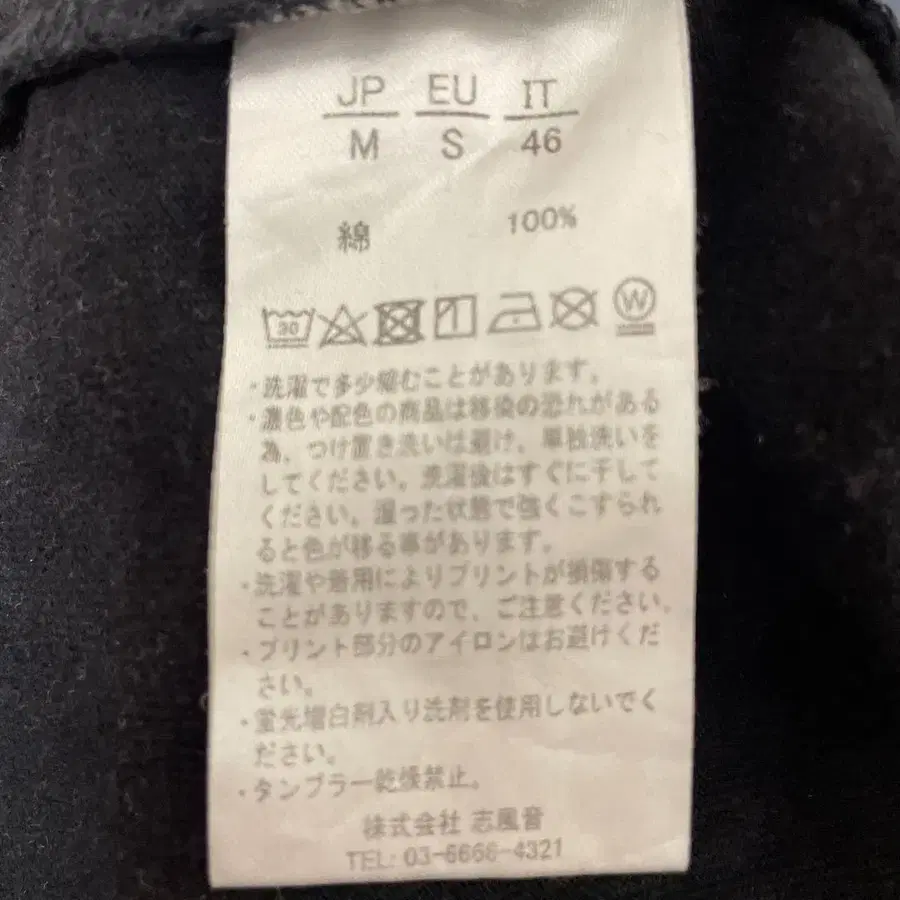 JP EU IT
M S 46
綿 100%
30 W
・洗濯で多少縮むことがあります。
・濃色や配色の商品は移染の恐れがある
為、つけ置き洗いは避け、単独洗いを
してください。洗濯後はすぐに干して
ください。湿った状態で強くこすられ
ると色が移る事があります。
・洗濯や着用によりプリントが損傷する
ことがありますので、ご注意ください。
・プリント部分のアイロンはお避けくだ
さい。
・蛍光増白剤入り洗剤を使用しないでく
ださい。
・タンブラー乾燥禁止。
株式会社 志風音
TEL: 03-6666-4321